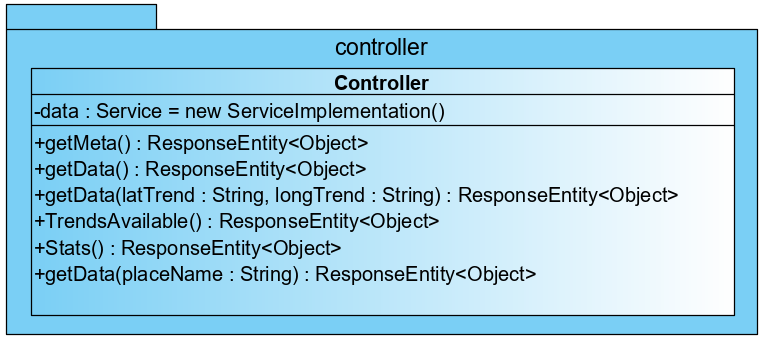 controller
Controller
-data : Service = new ServiceImplementation()
+getMeta() : ResponseEntity<Object>
+getData() : ResponseEntity<Object>
+getData(latTrend : String, longTrend : String) : ResponseEntity<Object>
+TrendsAvailable() : ResponseEntity<Object>
+Stats() : ResponseEntity<Object>
+getData(placeName : String) : ResponseEntity<Object>